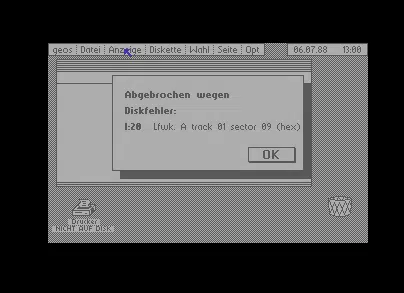 geos Datei Anzeige Diskette Wahl Seite Opt 06.07.88 13:00
Abgebrochen wegen
Diskfehler:
1:20 Lfwk. A track 01 sector 09 (hex)
OK
Drucker
NICHT AUF DISK